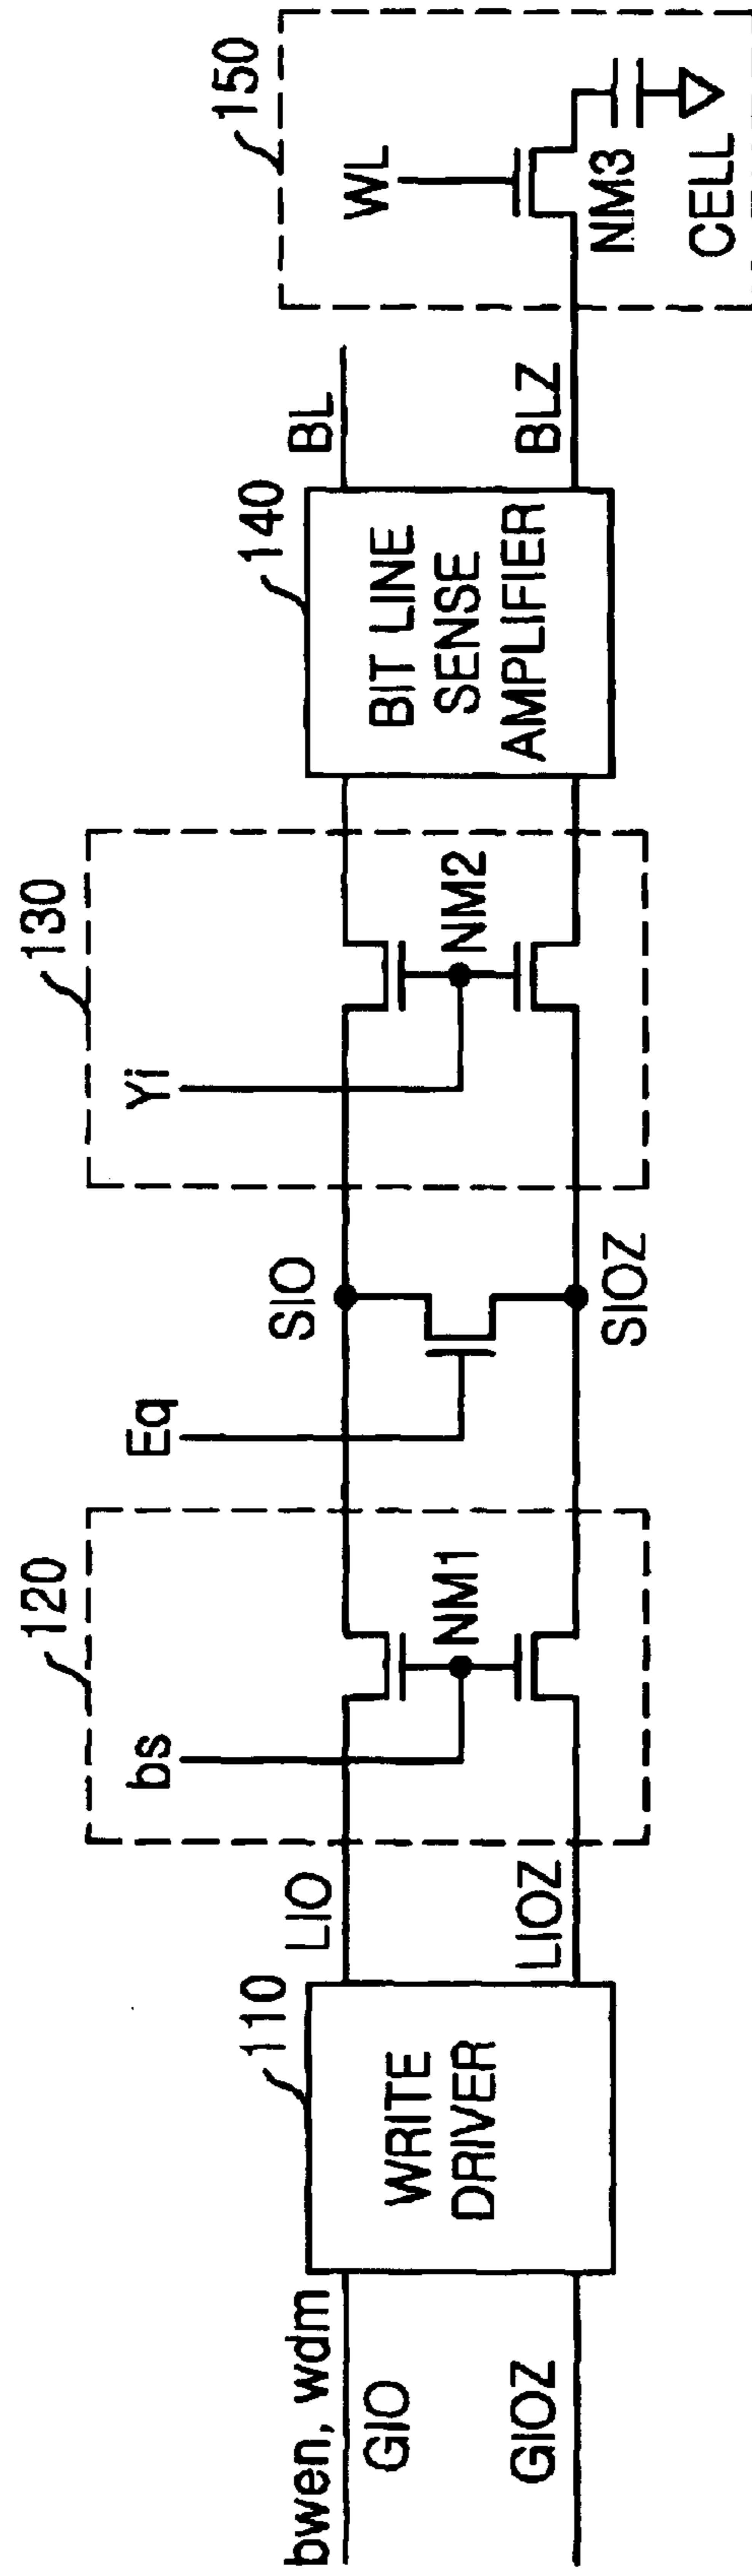 bwen, wdm
GIO
GIOZ
110
WRITE
DRIVER
LIO
LIOZ
120
bs
NM1
Eq
SIO
SIOZ
130
Yi
NM2
140
BIT LINE
SENSE
AMPLIFIER
BL
BLZ
150
WL
NM3
CELL